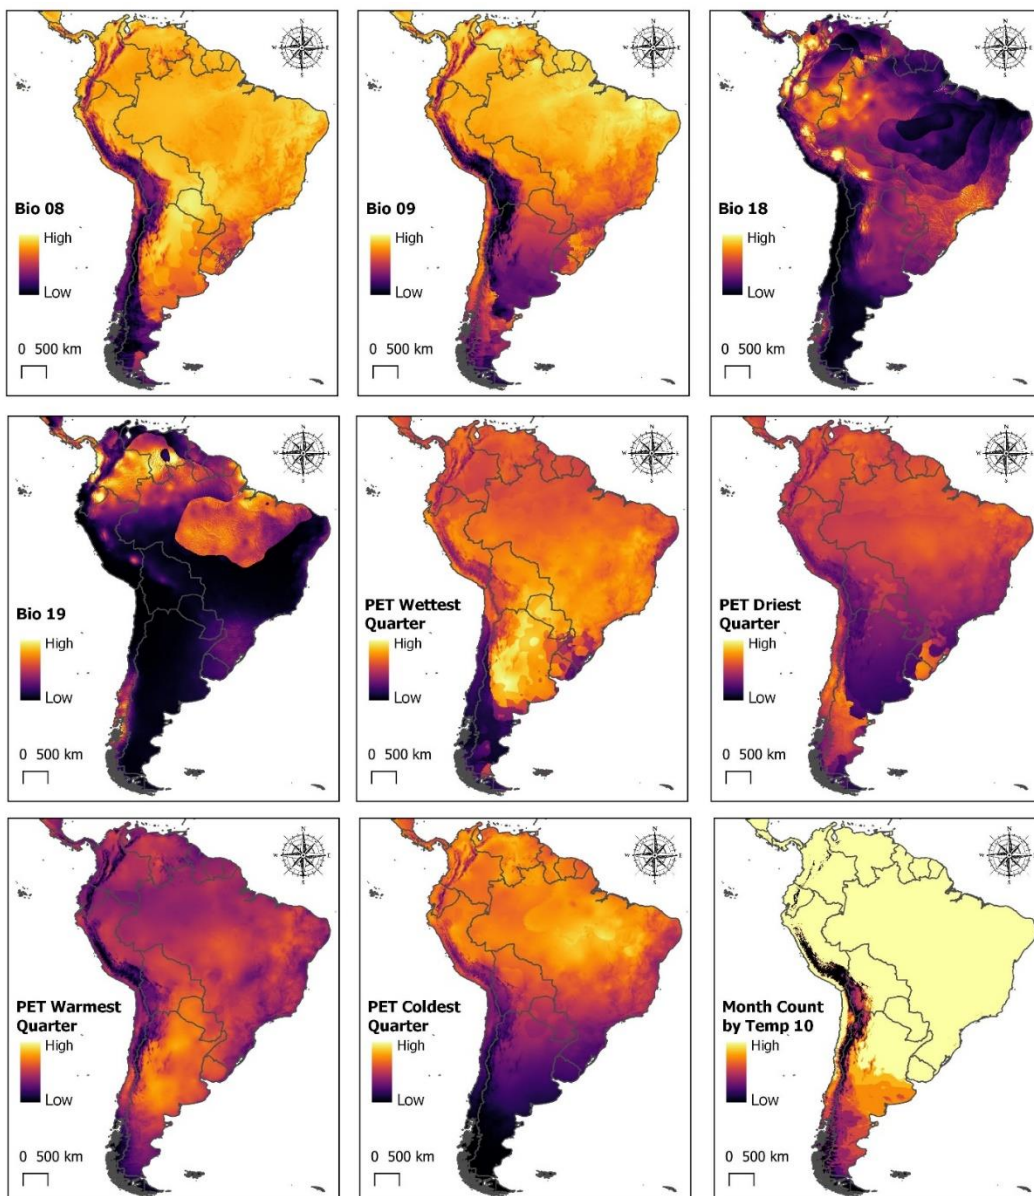 N
W E
S
Bio 08
High
Low
0 500 km
N
W E
S
Bio 09
High
Low
0 500 km
N
W E
S
Bio 18
High
Low
0 500 km
N
W E
S
Bio 19
High
Low
0 500 km
N
W E
S
PET Wettest
Quarter
High
Low
0 500 km
N
W E
S
PET Driest
Quarter
High
Low
0 500 km
N
W E
S
PET Warmest
Quarter
High
Low
0 500 km
N
W E
S
PET Coldest
Quarter
High
Low
0 500 km
N
W E
S
Month Count
by Temp 10
High
Low
0 500 km